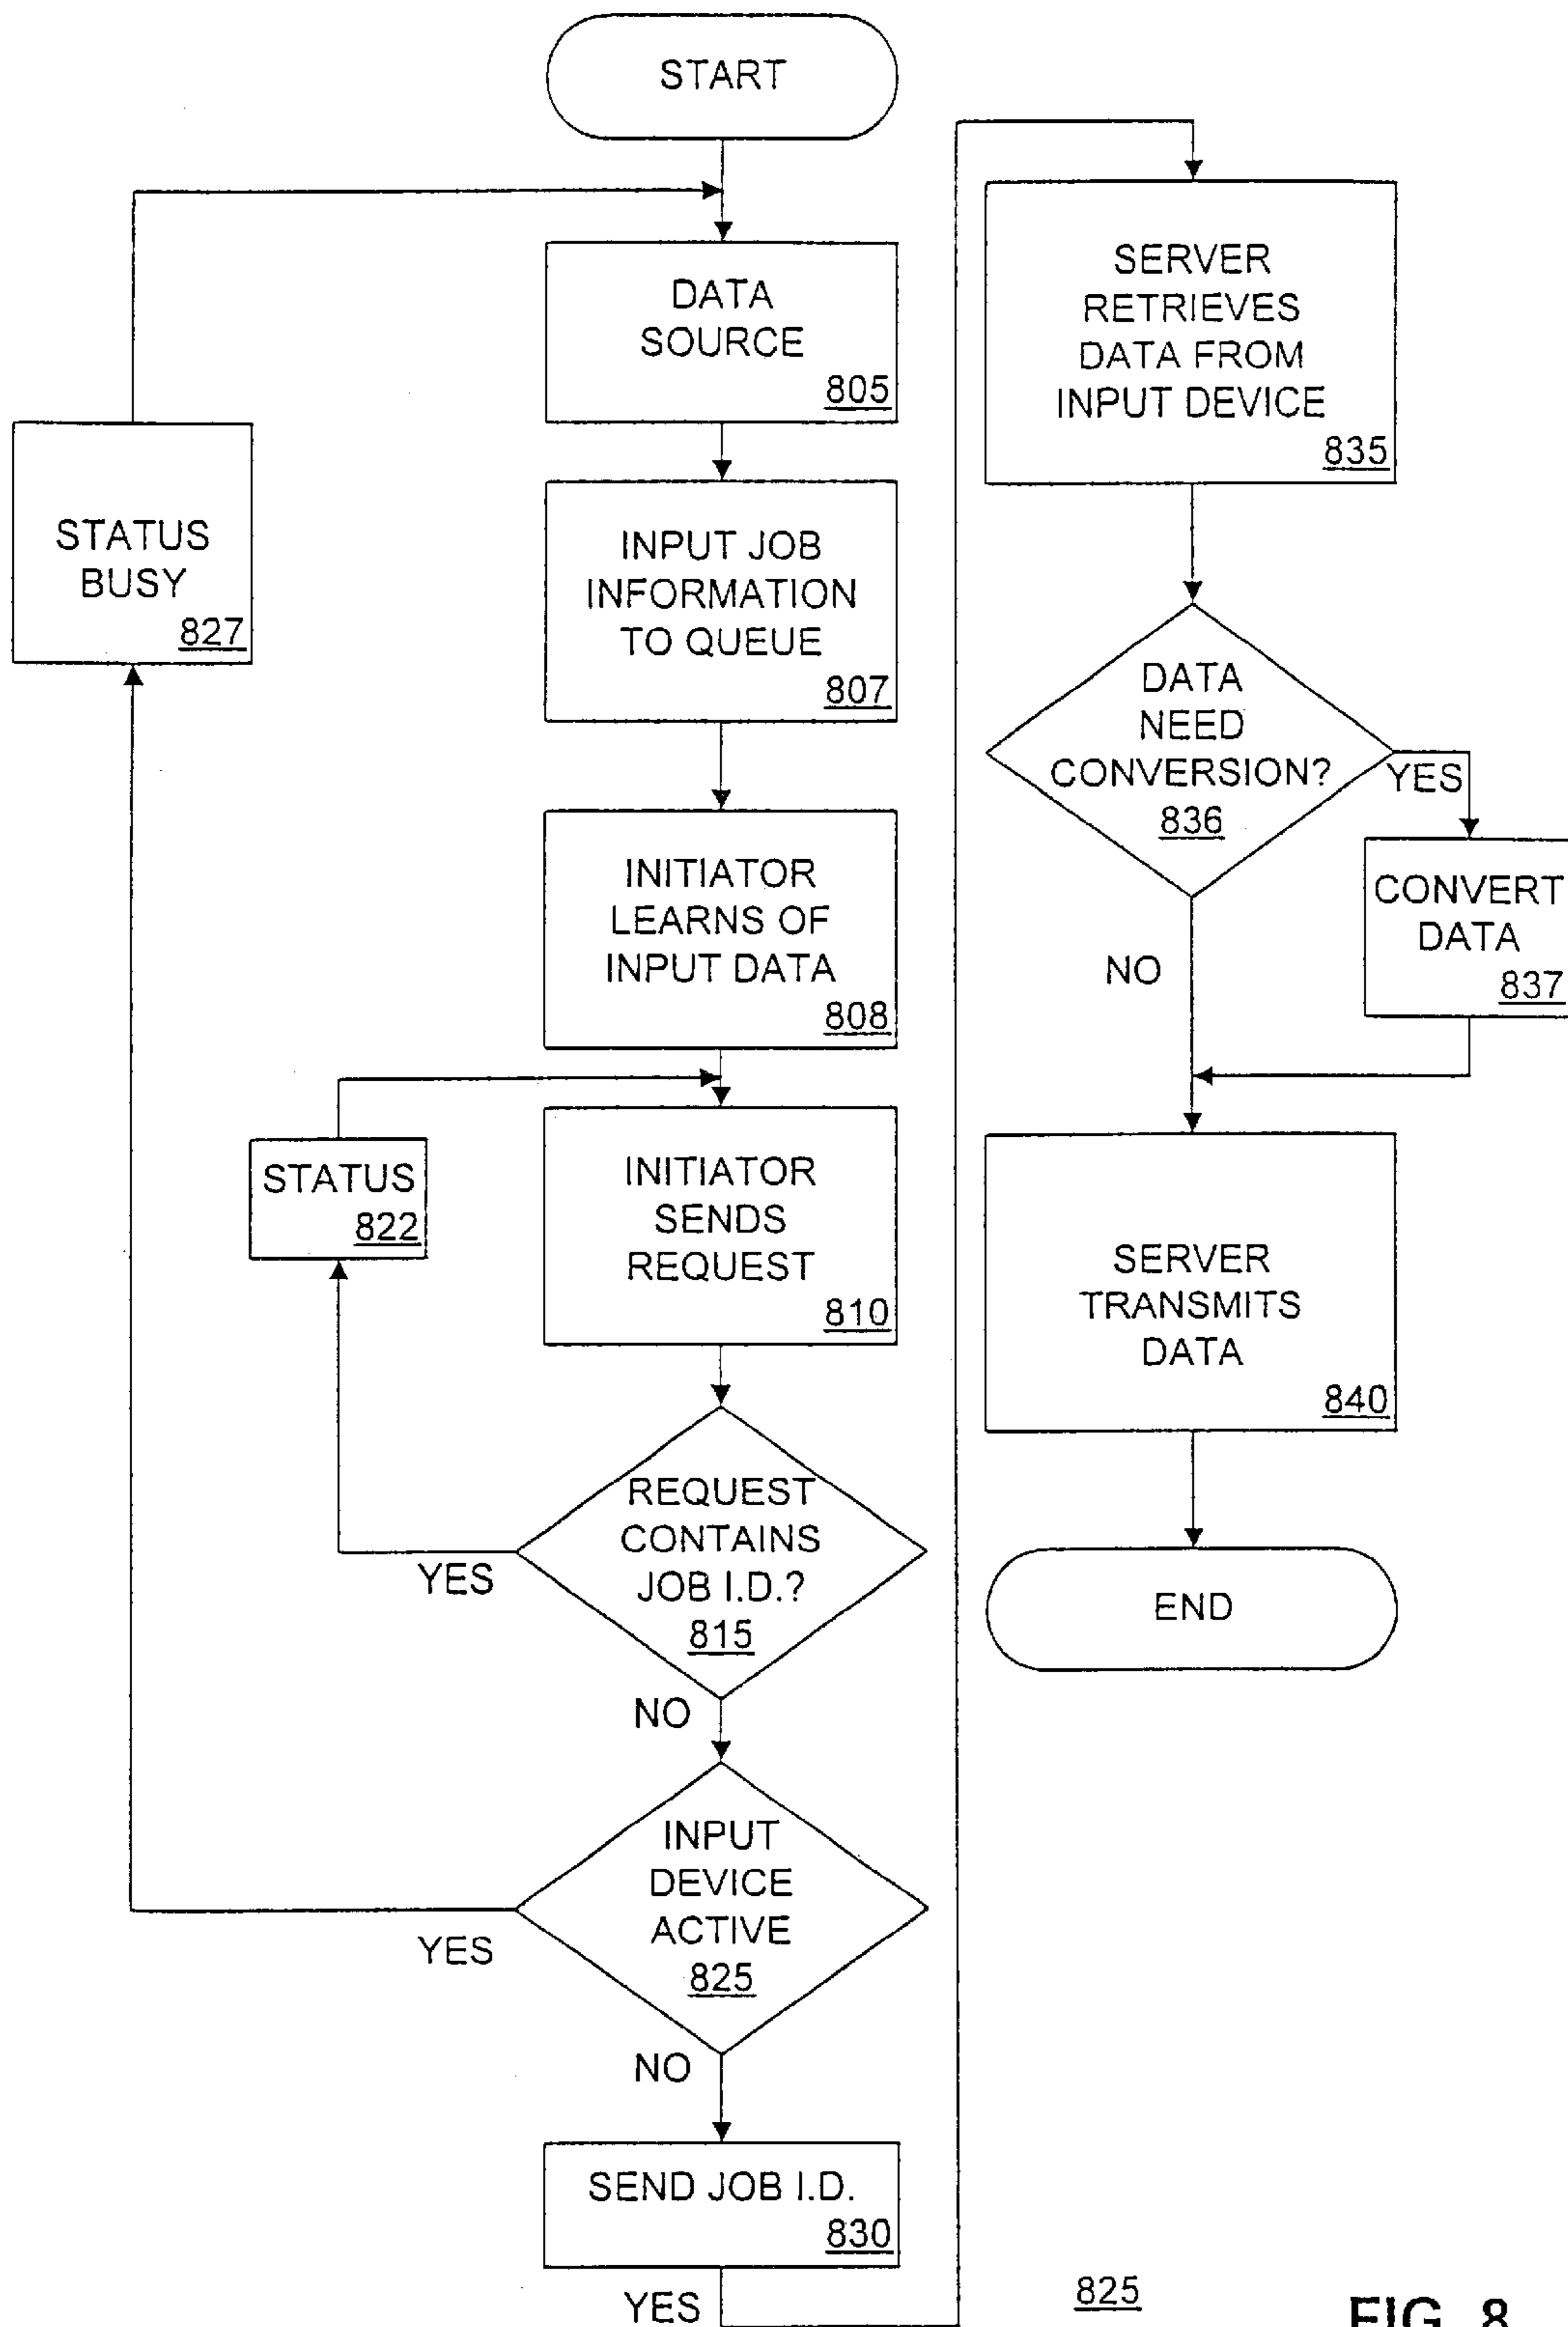 START
DATA
SOURCE
805
INPUT JOB
INFORMATION
TO QUEUE
807
INITIATOR
LEARNS OF
INPUT DATA
808
INITIATOR
SENDS
REQUEST
810
REQUEST
CONTAINS
JOB I.D.?
815
YES
STATUS
822
NO
INPUT
DEVICE
ACTIVE
825
YES
STATUS
BUSY
827
NO
SEND JOB I.D.
830
YES
SERVER
RETRIEVES
DATA FROM
INPUT DEVICE
835
DATA
NEED
CONVERSION?
836
YES
CONVERT
DATA
837
NO
SERVER
TRANSMITS
DATA
840
END
825
FIG. 8